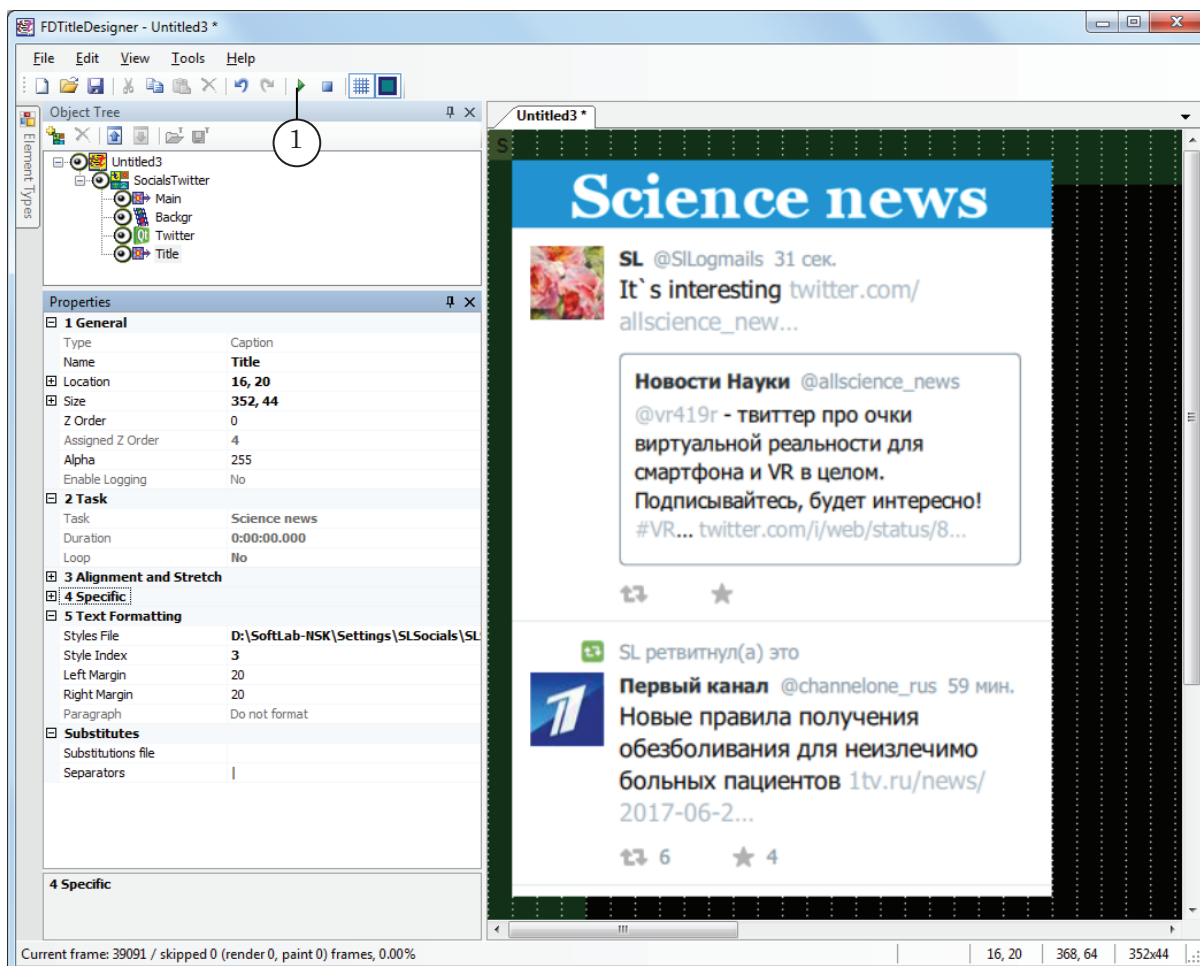 FDTitleDesigner - Untitled3 *
File Edit View Tools Help
1
Element Types
Object Tree
Untitled3
SocialsTwitter
Main
Backgr
Twitter
Title
Properties
1 General
Type Caption
Name Title
Location 16, 20
Size 352, 44
Z Order 0
Assigned Z Order 4
Alpha 255
Enable Logging No
2 Task
Task Science news
Duration 0:00:00.000
Loop No
3 Alignment and Stretch
4 Specific
5 Text Formatting
Styles File D:\SoftLab-NSK\Settings\SLSocials\SL
Style Index 3
Left Margin 20
Right Margin 20
Paragraph Do not format
Substitutes
Substitutions file
Separators |
4 Specific
Untitled3 *
S
Science news
SL @SlLogmails 31 сек.
It`s interesting twitter.com/
allscience_new...
Новости Науки @allscience_news
@vr419r - твиттер про очки
виртуальной реальности для
смартфона и VR в целом.
Подписывайтесь, будет интересно!
#VR... twitter.com/i/web/status/8...
SL ретвитнул(а) это
Первый канал @channelone_rus 59 мин.
Новые правила получения
обезболивания для неизлечимо
больных пациентов 1tv.ru/news/
2017-06-2...
6 4
Current frame: 39091 / skipped 0 (render 0, paint 0) frames, 0.00%
16, 20 368, 64 352x44